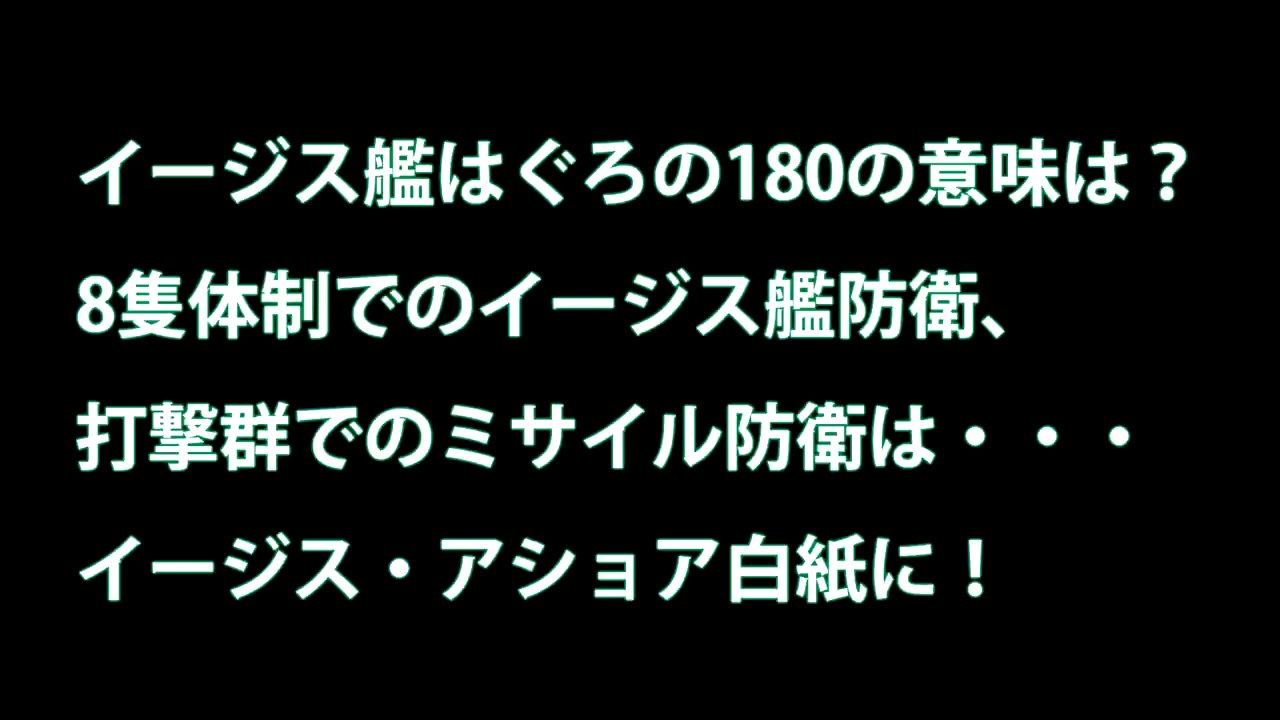 イージス艦はぐろの180の意味は？
8隻体制でのイージス艦防衛、
打撃群でのミサイル防衛は・・・
イージス・アショア白紙に！